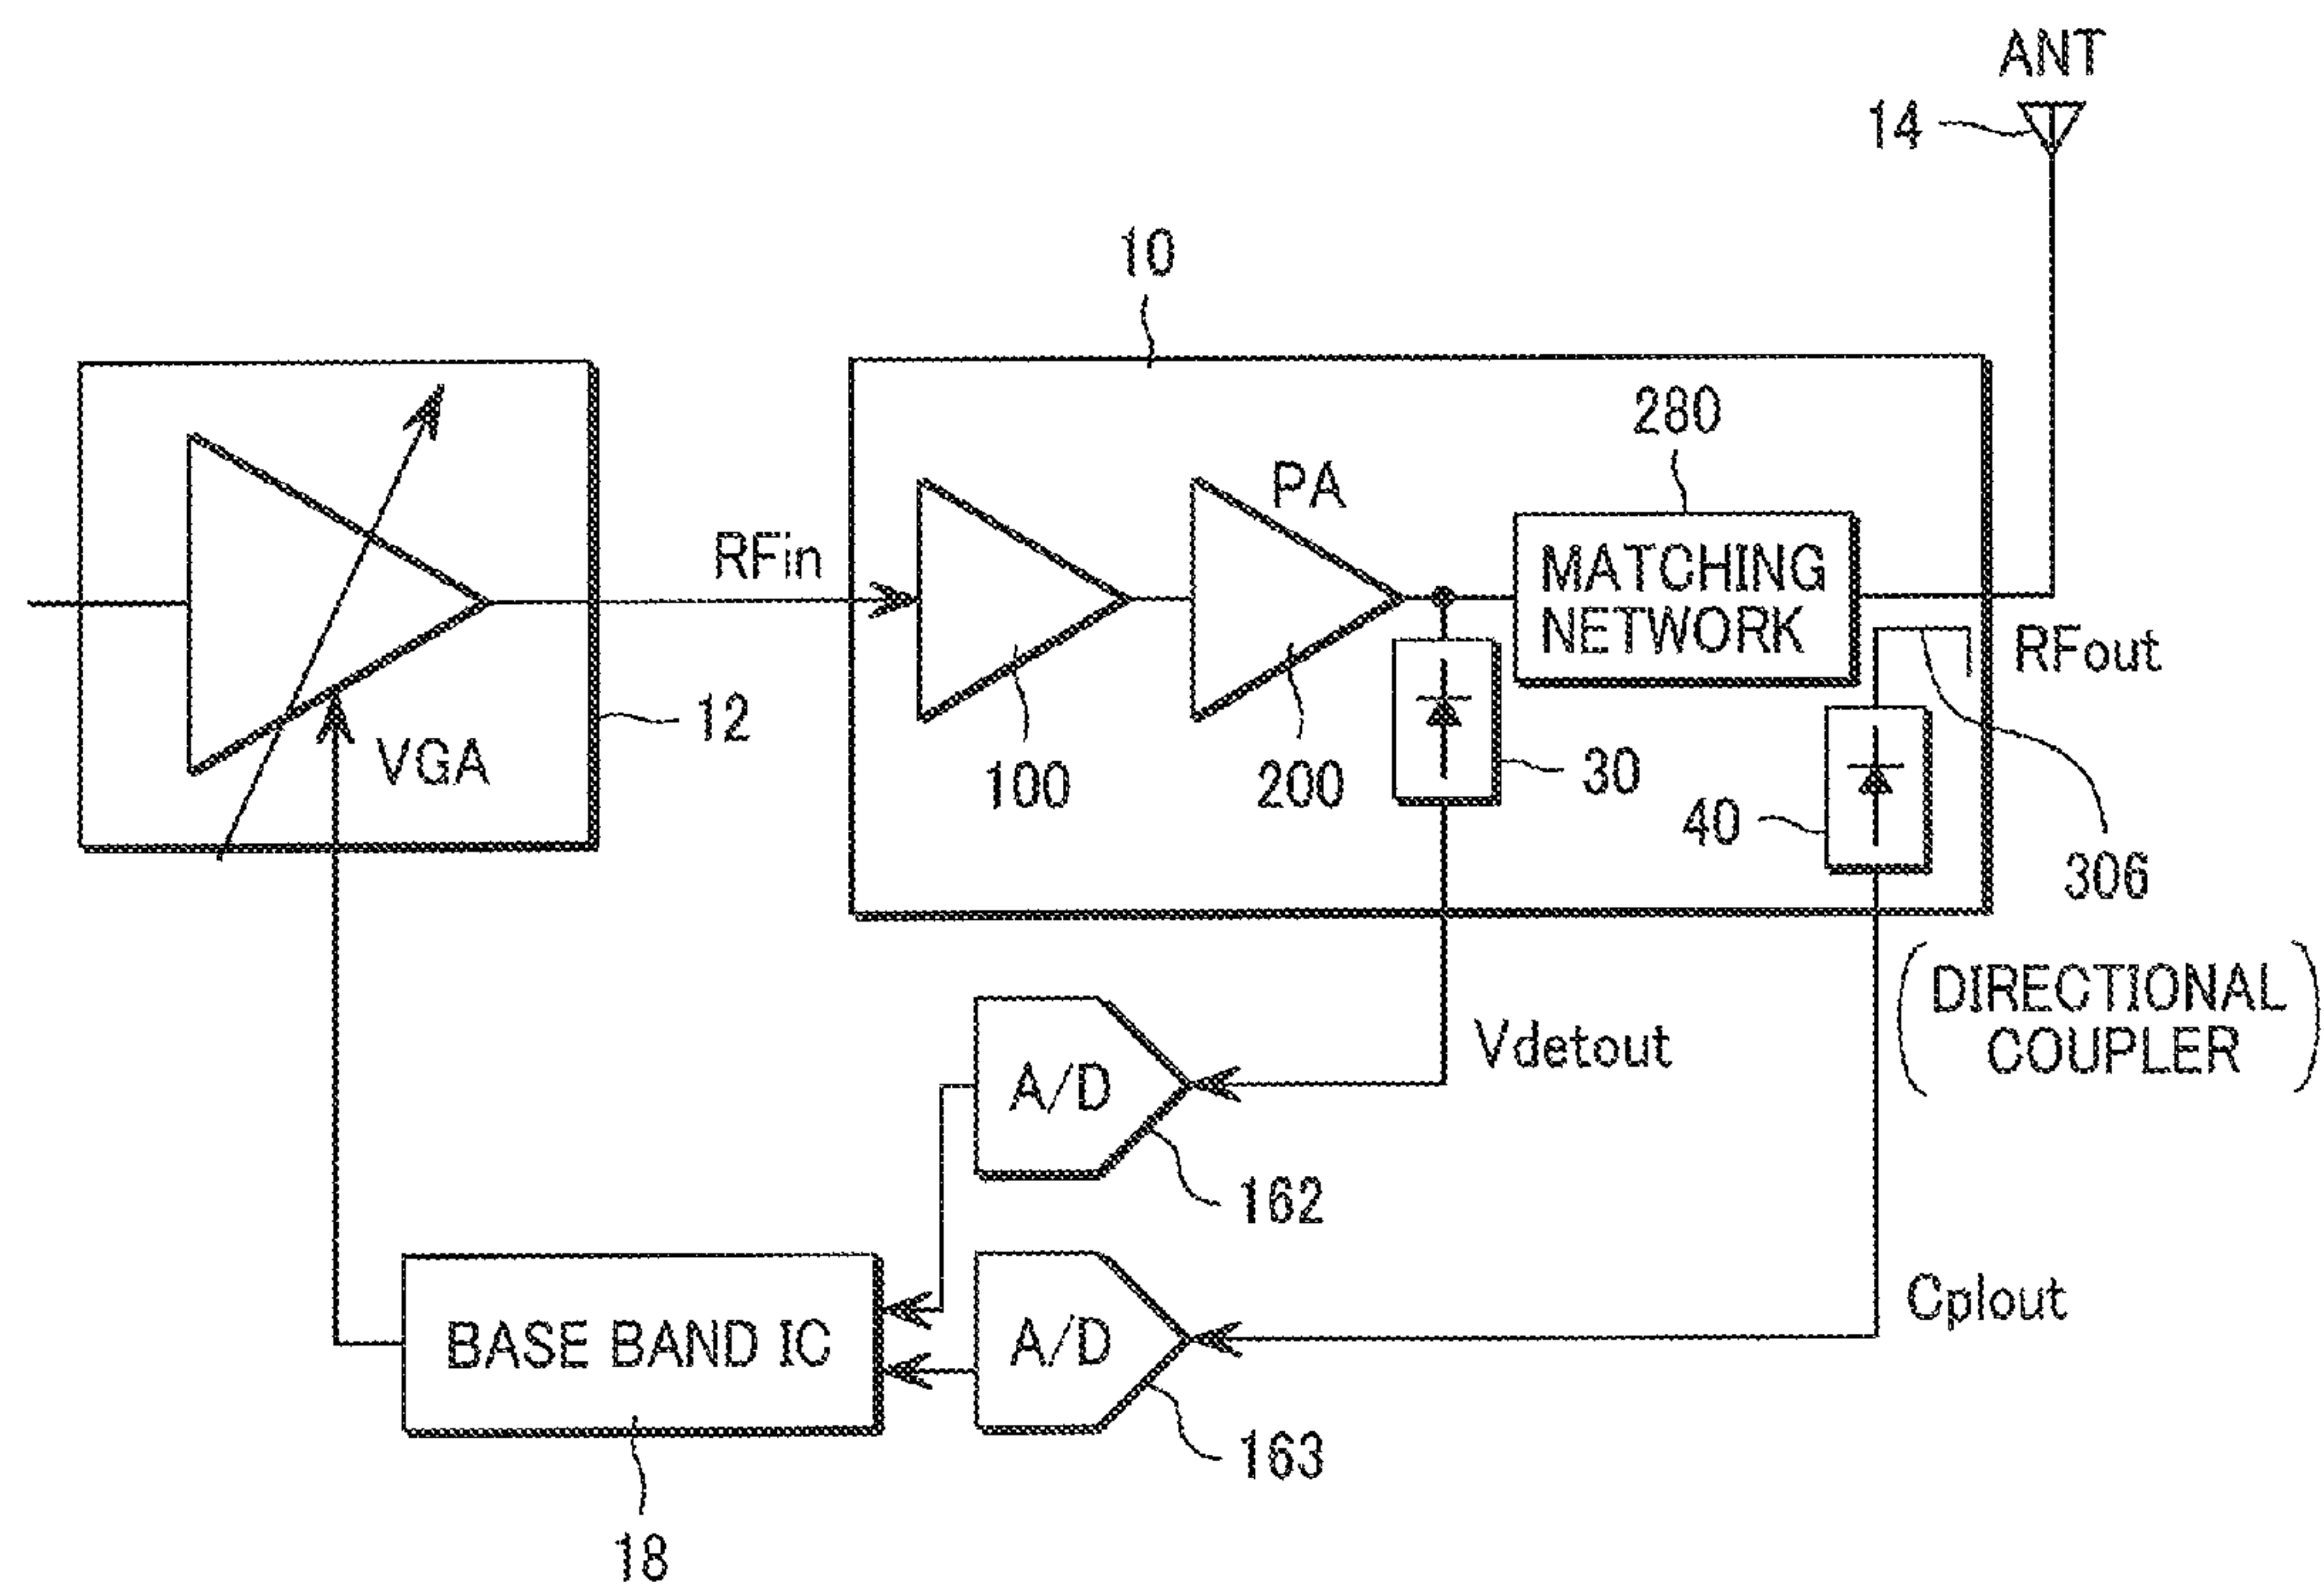 ANT
14
10
280
PA
RFin
MATCHING
NETWORK
RFout
12
VGA
100
200
30
40
306
(DIRECTIONAL
COUPLER)
Vdetout
A/D
162
Cplout
BASE BAND IC
A/D
163
18